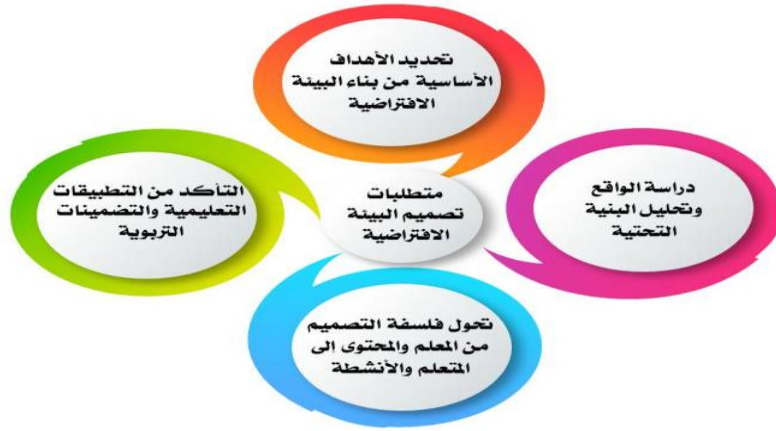 تحديد الأهداف
الأساسية من بناء البيئة
الافتراضية
دراسة الواقع
وتحليل البنية
التحتية
متطلبات
تصميم البيئة
الافتراضية
التأكد من التطبيقات
التعليمية والتضمينات
التربوية
تحول فلسفة التصميم
من المعلم والمحتوى إلى
المتعلم والأنشطة